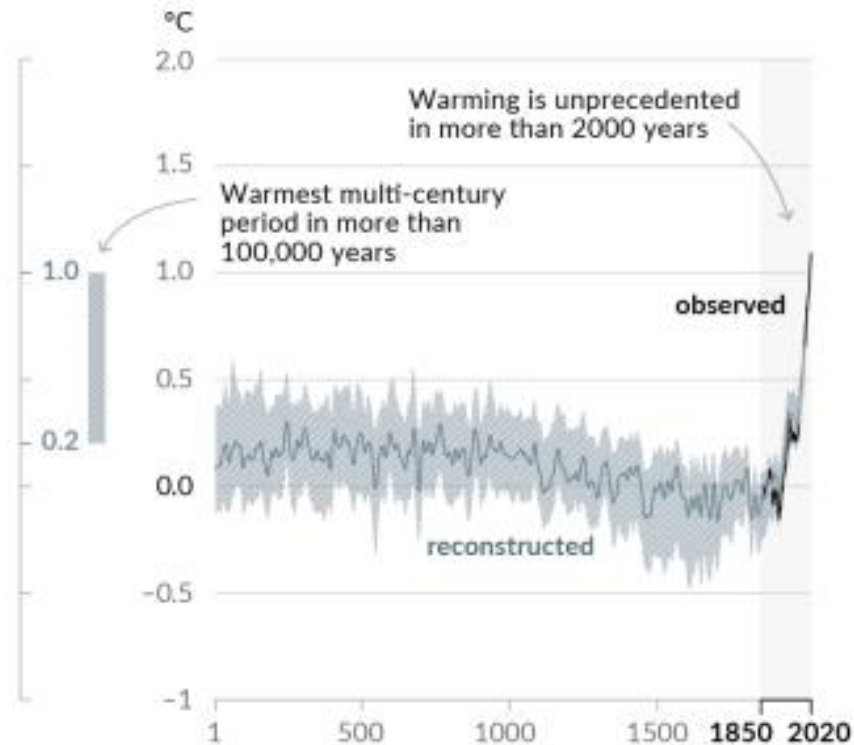 °C
2.0
Warming is unprecedented
in more than 2000 years
1.5
Warmest multi-century
period in more than
100,000 years
1.0
1.0
observed
0.5
0.2
0.0
reconstructed
−0.5
−1
1
500
1000
1500
1850
2020